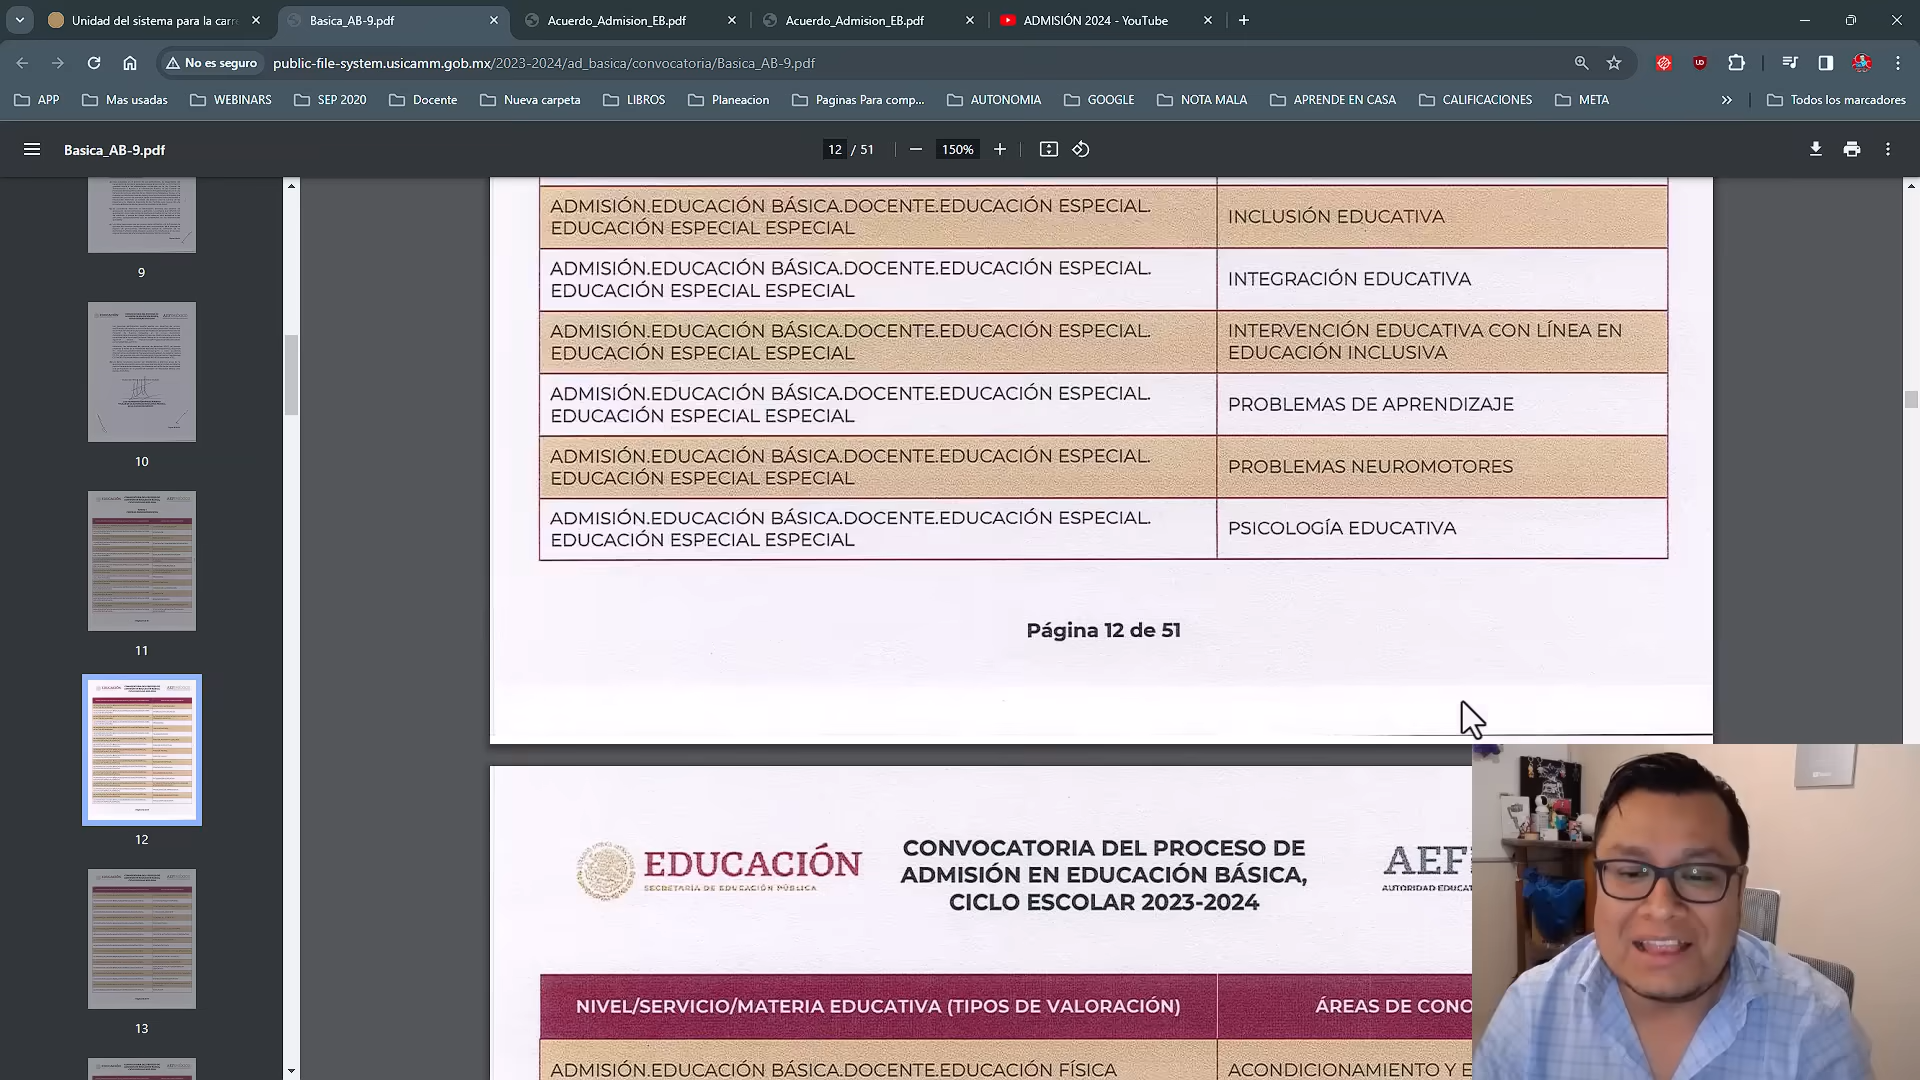 Unidad del sistema para la carre
Basica_AB-9.pdf
Acuerdo_Admision_EB.pdf
Acuerdo_Admision_EB.pdf
ADMISIÓN 2024 - YouTube
No es seguro
public-file-system.usicamm.gob.mx/2023-2024/ad_basica/convocatoria/Basica_AB-9.pdf
APP
Mas usadas
WEBINARS
SEP 2020
Docente
Nueva carpeta
LIBROS
Planeacion
Paginas Para comp...
AUTONOMIA
GOOGLE
NOTA MALA
APRENDE EN CASA
CALIFICACIONES
META
Todos los marcadores
Basica_AB-9.pdf
12 / 51
150%
9
10
11
12
13
ADMISIÓN.EDUCACIÓN BÁSICA.DOCENTE.EDUCACIÓN ESPECIAL.
EDUCACIÓN ESPECIAL ESPECIAL
INCLUSIÓN EDUCATIVA
ADMISIÓN.EDUCACIÓN BÁSICA.DOCENTE.EDUCACIÓN ESPECIAL.
EDUCACIÓN ESPECIAL ESPECIAL
INTEGRACIÓN EDUCATIVA
ADMISIÓN.EDUCACIÓN BÁSICA.DOCENTE.EDUCACIÓN ESPECIAL.
EDUCACIÓN ESPECIAL ESPECIAL
INTERVENCIÓN EDUCATIVA CON LÍNEA EN
EDUCACIÓN INCLUSIVA
ADMISIÓN.EDUCACIÓN BÁSICA.DOCENTE.EDUCACIÓN ESPECIAL.
EDUCACIÓN ESPECIAL ESPECIAL
PROBLEMAS DE APRENDIZAJE
ADMISIÓN.EDUCACIÓN BÁSICA.DOCENTE.EDUCACIÓN ESPECIAL.
EDUCACIÓN ESPECIAL ESPECIAL
PROBLEMAS NEUROMOTORES
ADMISIÓN.EDUCACIÓN BÁSICA.DOCENTE.EDUCACIÓN ESPECIAL.
EDUCACIÓN ESPECIAL ESPECIAL
PSICOLOGÍA EDUCATIVA
Página 12 de 51
EDUCACIÓN
SECRETARÍA DE EDUCACIÓN PÚBLICA
CONVOCATORIA DEL PROCESO DE
ADMISIÓN EN EDUCACIÓN BÁSICA,
CICLO ESCOLAR 2023-2024
AEF
AUTORIDAD EDUCAT
NIVEL/SERVICIO/MATERIA EDUCATIVA (TIPOS DE VALORACIÓN)
ÁREAS DE CONO
ADMISIÓN.EDUCACIÓN BÁSICA.DOCENTE.EDUCACIÓN FÍSICA
ACONDICIONAMIENTO Y E